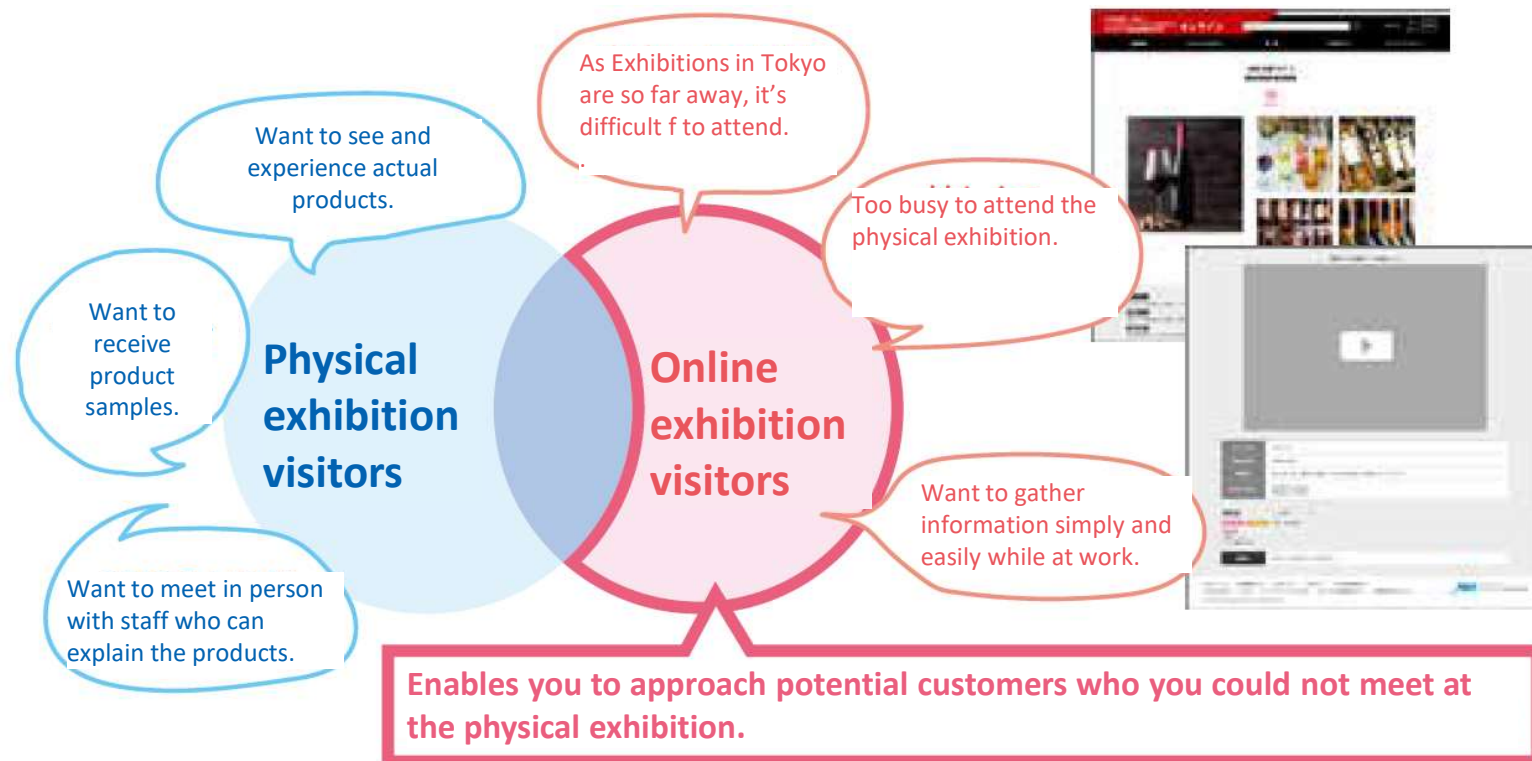 As Exhibitions in Tokyo
are so far away, it's
difficult f to attend.
.
Want to see and
experience actual
products.
Too busy to attend the
physical exhibition.
Want to
receive
product
samples.
Physical
exhibition
visitors
Online
exhibition
visitors
Want to gather
information simply and
easily while at work.
Want to meet in person
with staff who can
explain the products.
Enables you to approach potential customers who you could not meet at
the physical exhibition.